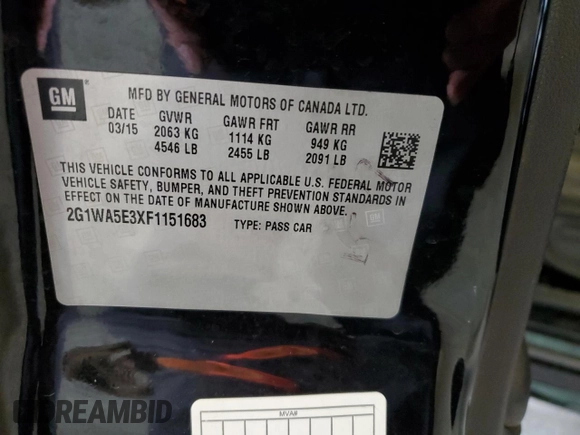 GM
MFD BY GENERAL MOTORS OF CANADA LTD.
DATE GVWR GAWR FRT GAWR RR
03/15 2063 KG 1114 KG 949 KG
4546 LB 2455 LB 2091 LB
THIS VEHICLE CONFORMS TO ALL APPLICABLE U.S. FEDERAL MOTOR
VEHICLE SAFETY, BUMPER, AND THEFT PREVENTION STANDARDS IN
EFFECT ON THE DATE OF MANUFACTURE SHOWN ABOVE.
2G1WA5E3XF1151683 TYPE: PASS CAR
MVA#
DREAMBID